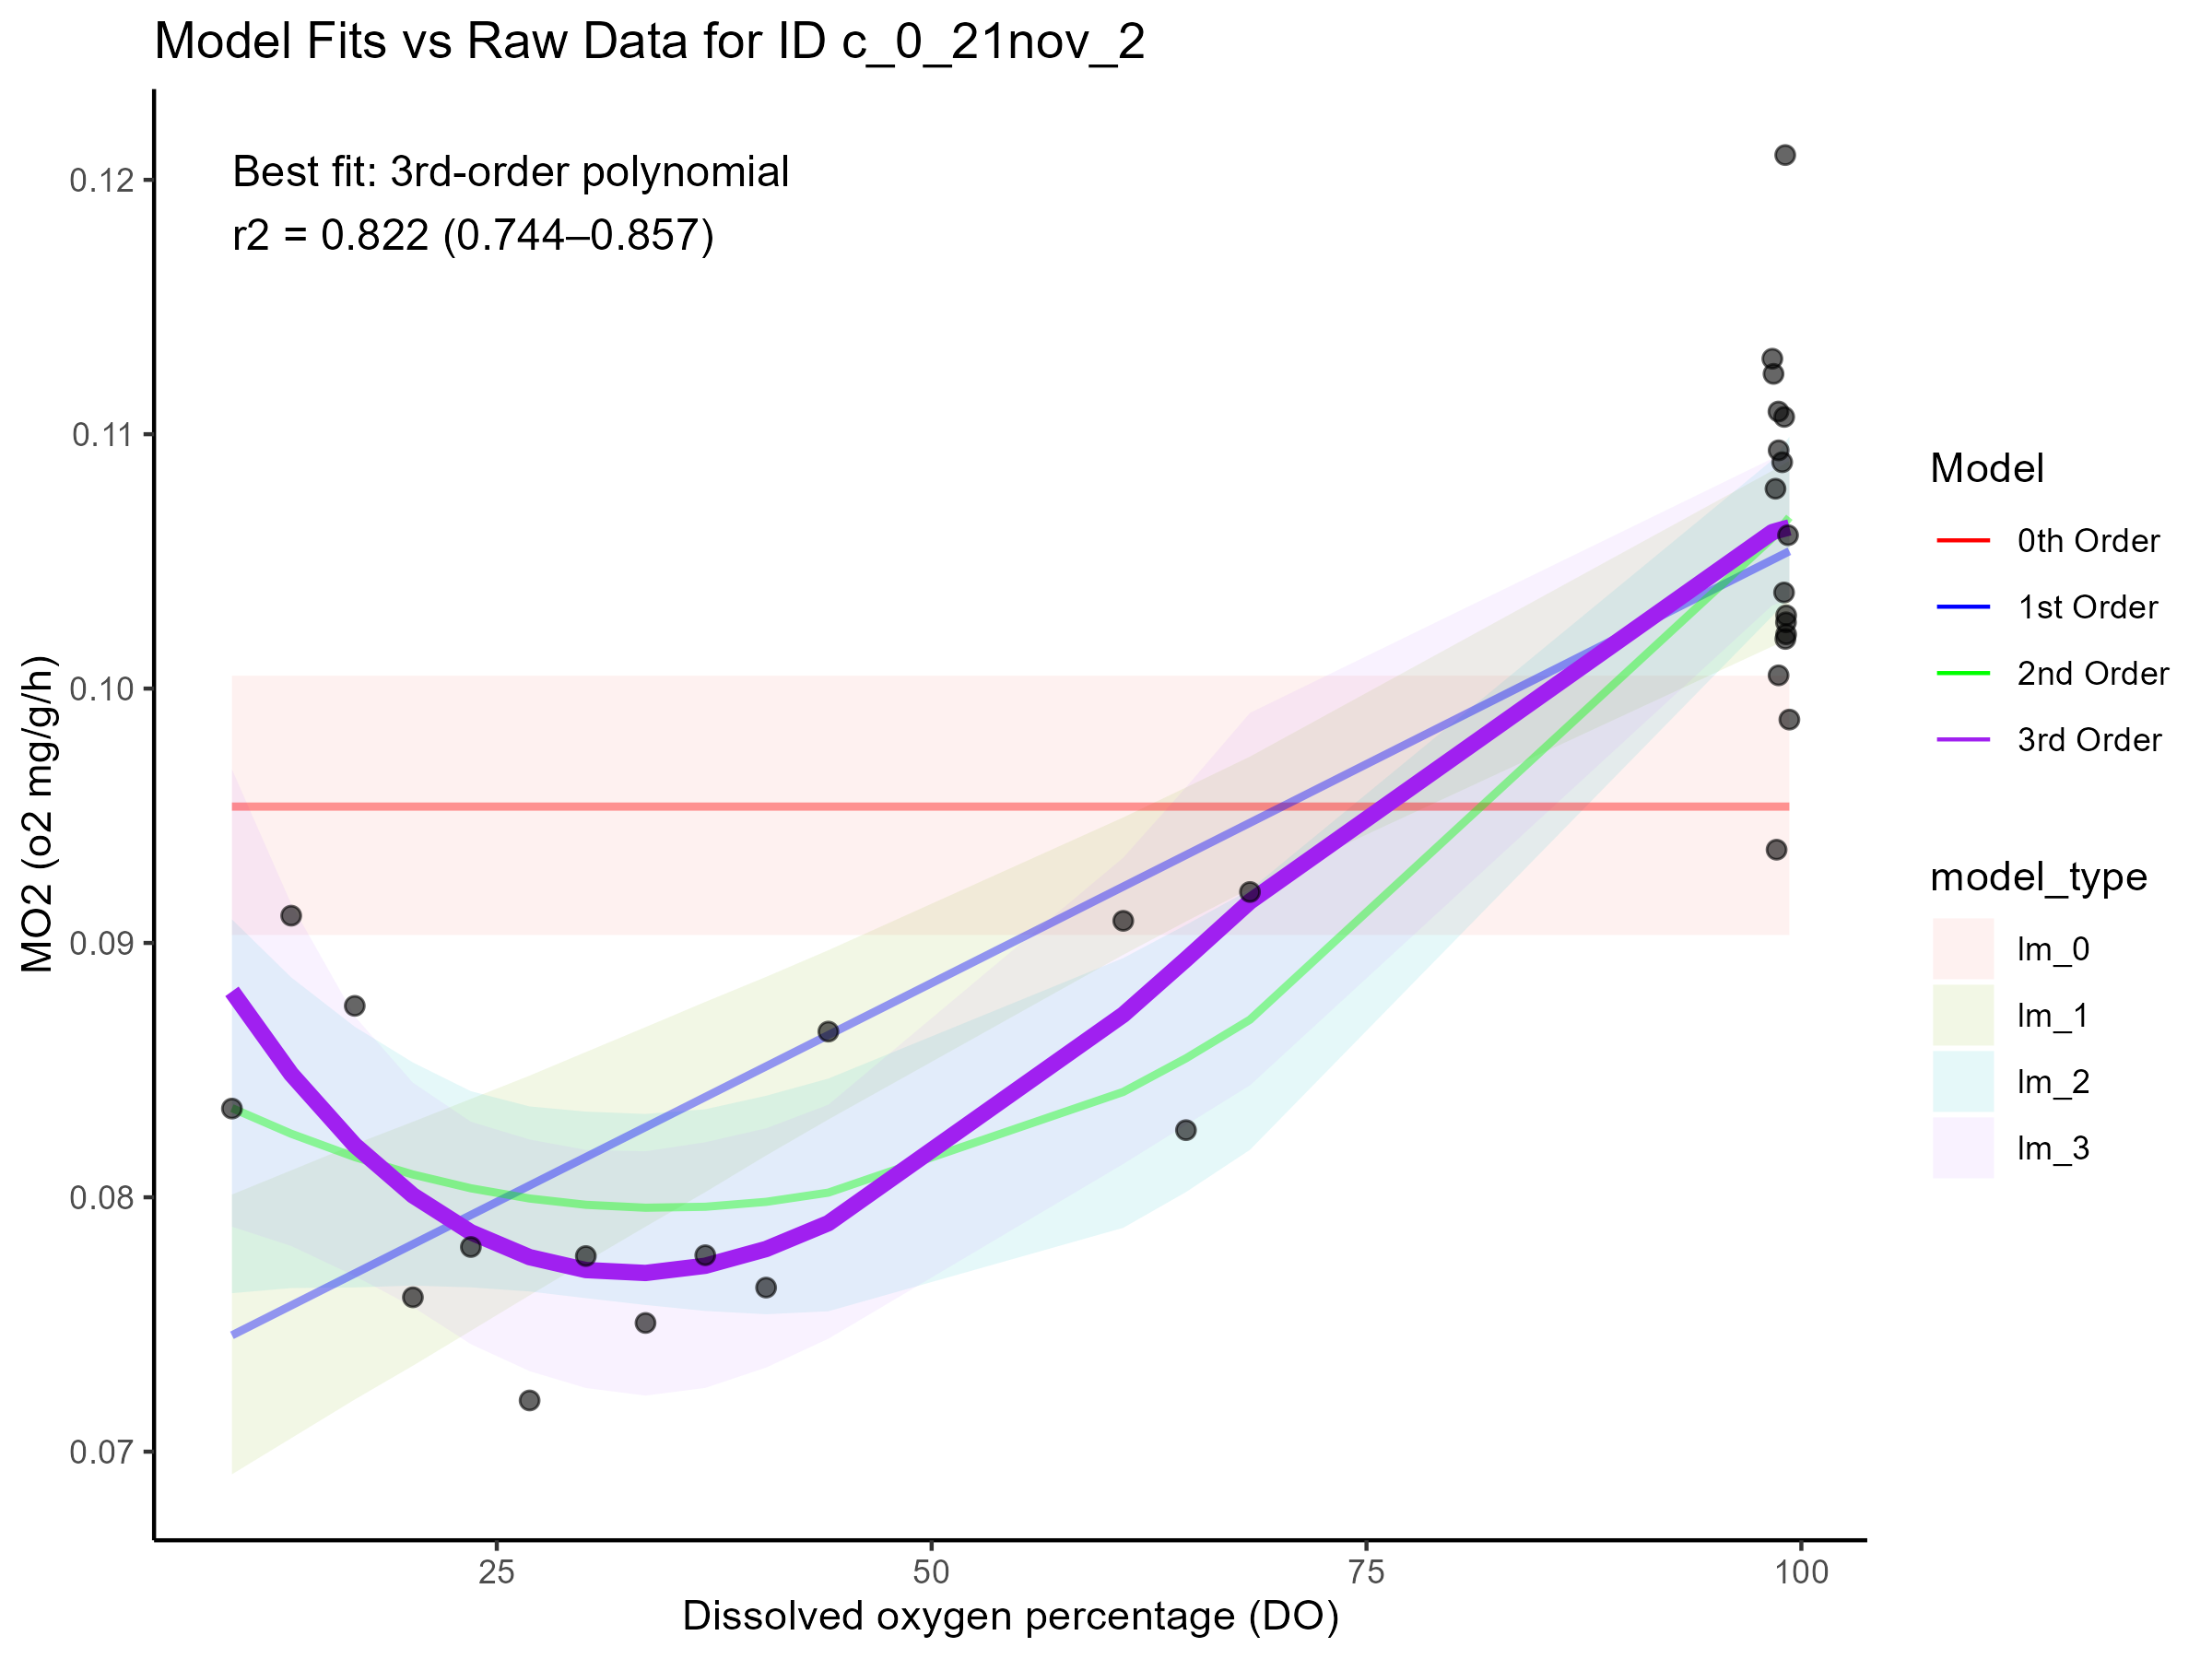 Model Fits vs Raw Data for ID c_0_21nov_2
Best fit: 3rd-order polynomial
r2 = 0.822 (0.744–0.857)
0.12
0.11
0.10
0.09
0.08
0.07
MO2 (o2 mg/g/h)
25
50
75
100
Dissolved oxygen percentage (DO)
Model
0th Order
1st Order
2nd Order
3rd Order
model_type
lm_0
lm_1
lm_2
lm_3